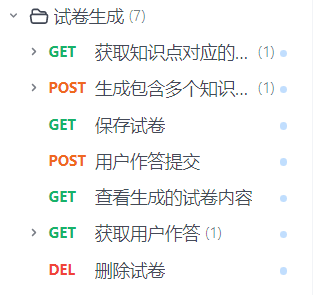 试卷生成 (7)
GET 获取知识点对应的... (1)
POST 生成包含多个知识... (1)
GET 保存试卷
POST 用户作答提交
GET 查看生成的试卷内容
GET 获取用户作答 (1)
DEL 删除试卷